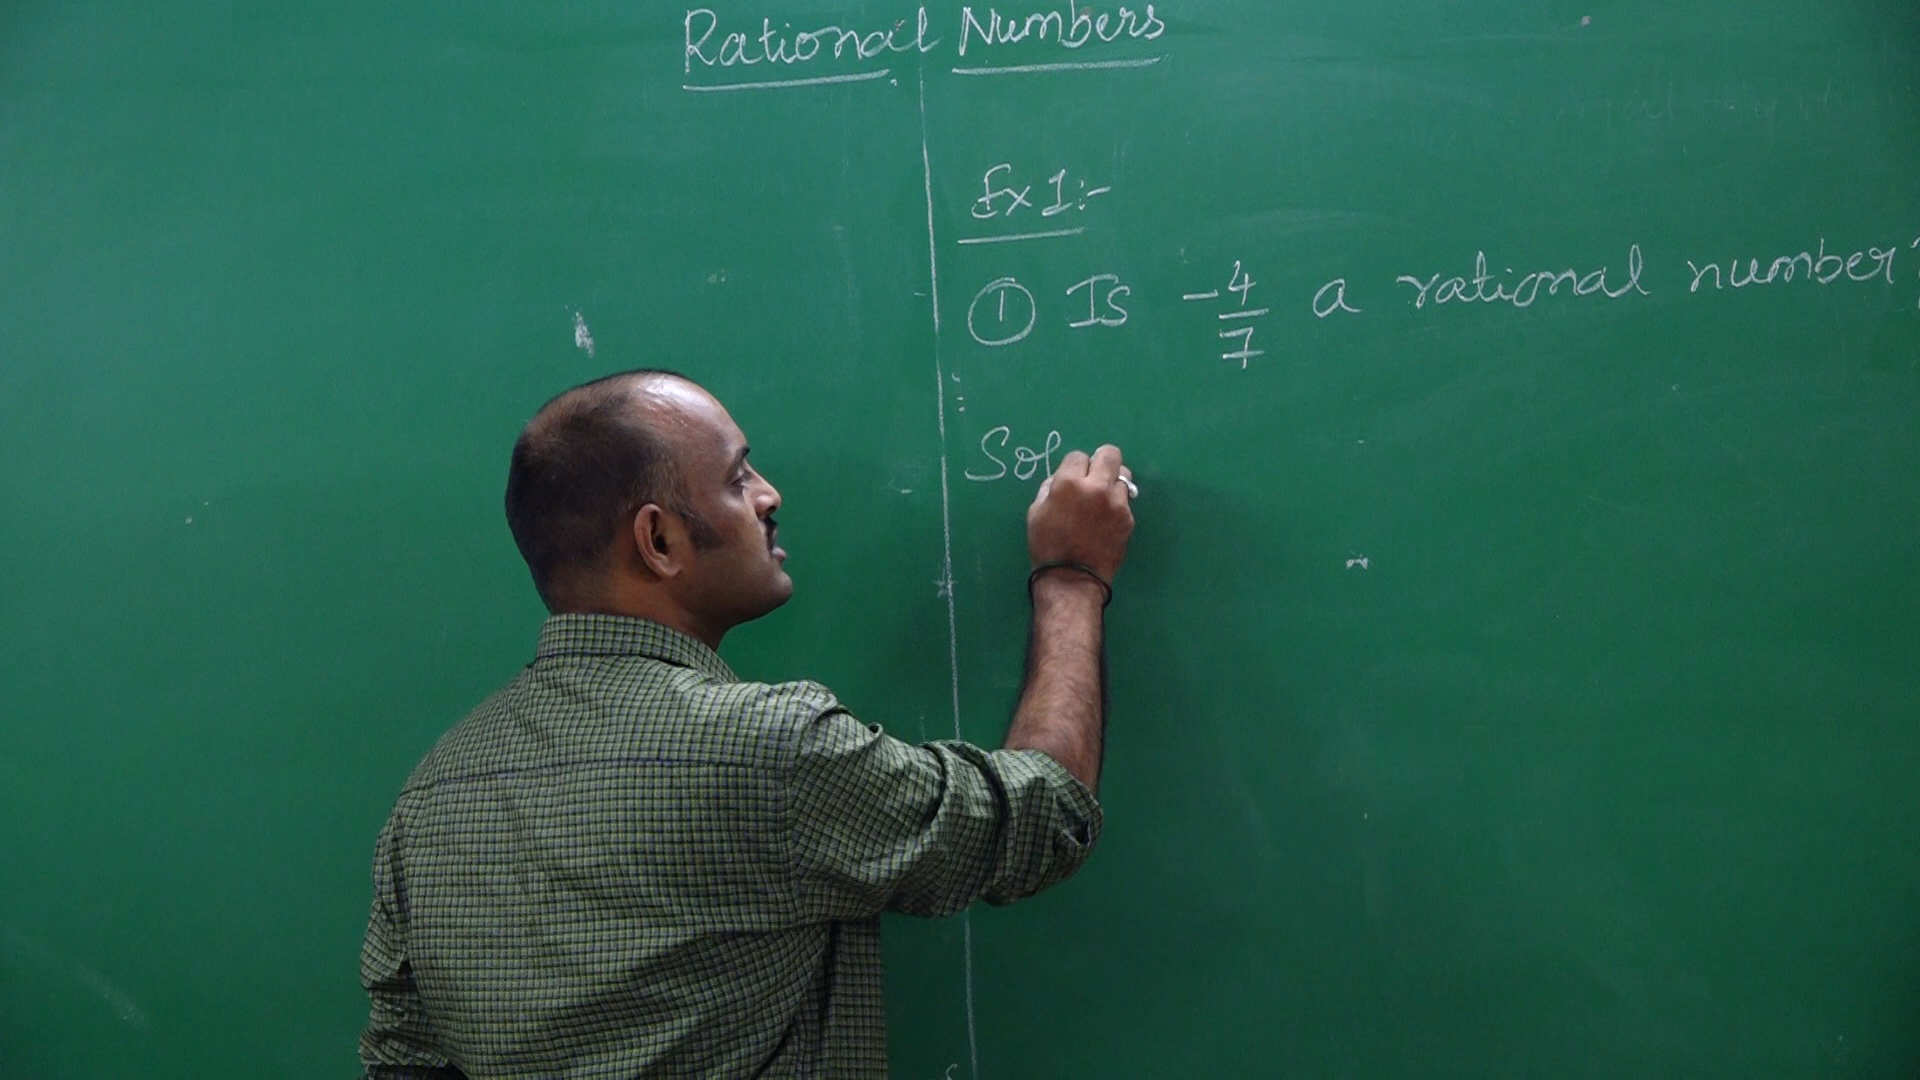 Rational Numbers
Ex 1:-
① Is -4/7 a rational number?
Sol